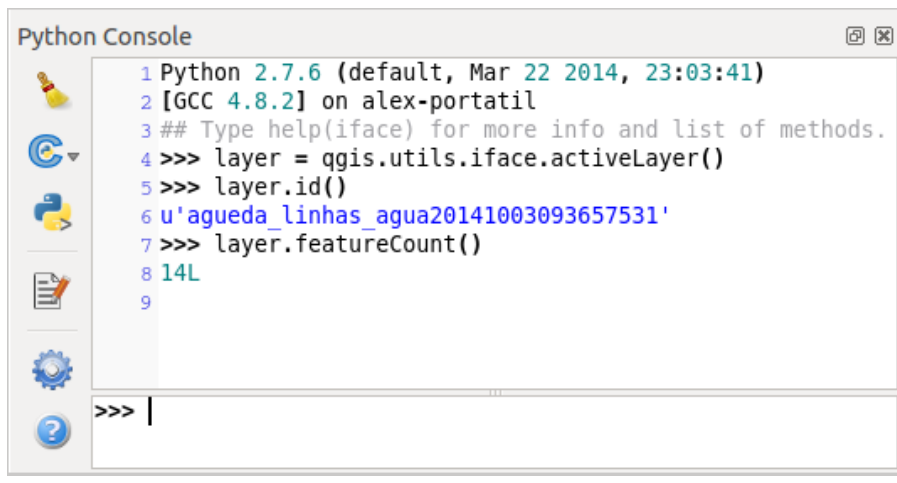 Python Console
1 Python 2.7.6 (default, Mar 22 2014, 23:03:41)
2 [GCC 4.8.2] on alex-portatil
3 ## Type help(iface) for more info and list of methods.
4 >>> layer = qgis.utils.iface.activeLayer()
5 >>> layer.id()
6 u'agueda_linhas_agua20141003093657531'
7 >>> layer.featureCount()
8 14L
9
>>>